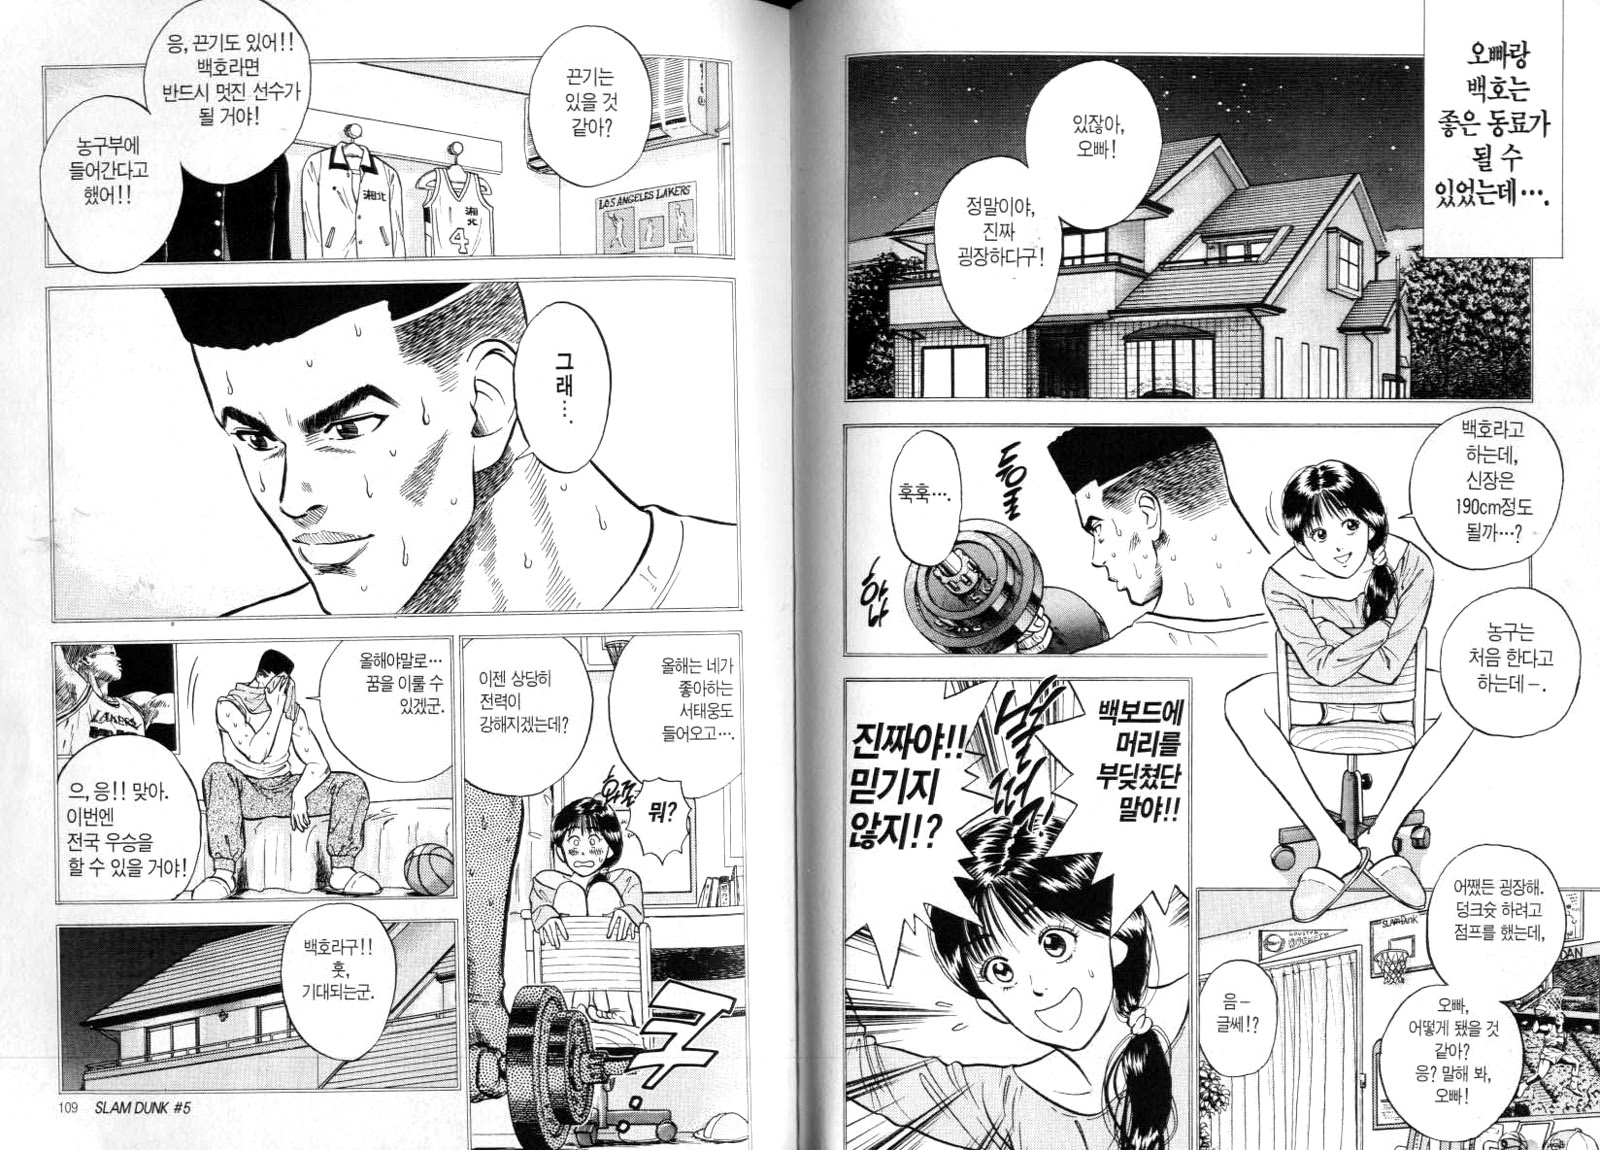 오빠랑
백호는
좋은 동료가
될 수
있었는데….
있잖아,
오빠!
정말이야,
진짜
굉장하다구!
백호라고
하는데,
신장은
190cm정도
될까…?
훅훅….
농구는
처음 한다고
하는데–.
백보드에
머리를
부딪쳤단
말야!!
진짜야!!
믿기지
않지!?
어쨌든 굉장해.
덩크슛 하려고
점프를 했는데,
오빠,
어떻게 됐을 것
같아?
응? 말해 봐,
오빠!
음–
글쎄!?
SLAM DUNK
끈기는
있을 것
같아?
응, 끈기도 있어!!
백호라면
반드시 멋진 선수가
될 거야!
농구부에
들어간다고
했어!!
湘北
湘北
4
LOS ANGELES LAKERS
그래….
올해는 네가
좋아하는
서태웅도
들어오고….
이젠 상당히
전력이
강해지겠는데?
뭐?
쿵
올해야말로…
꿈을 이룰 수
있겠군.
LAKERS
으, 응!! 맞아.
이번엔
전국 우승을
할 수 있을 거야!
백호라구!!
훗,
기대되는군.
109 SLAM DUNK #5